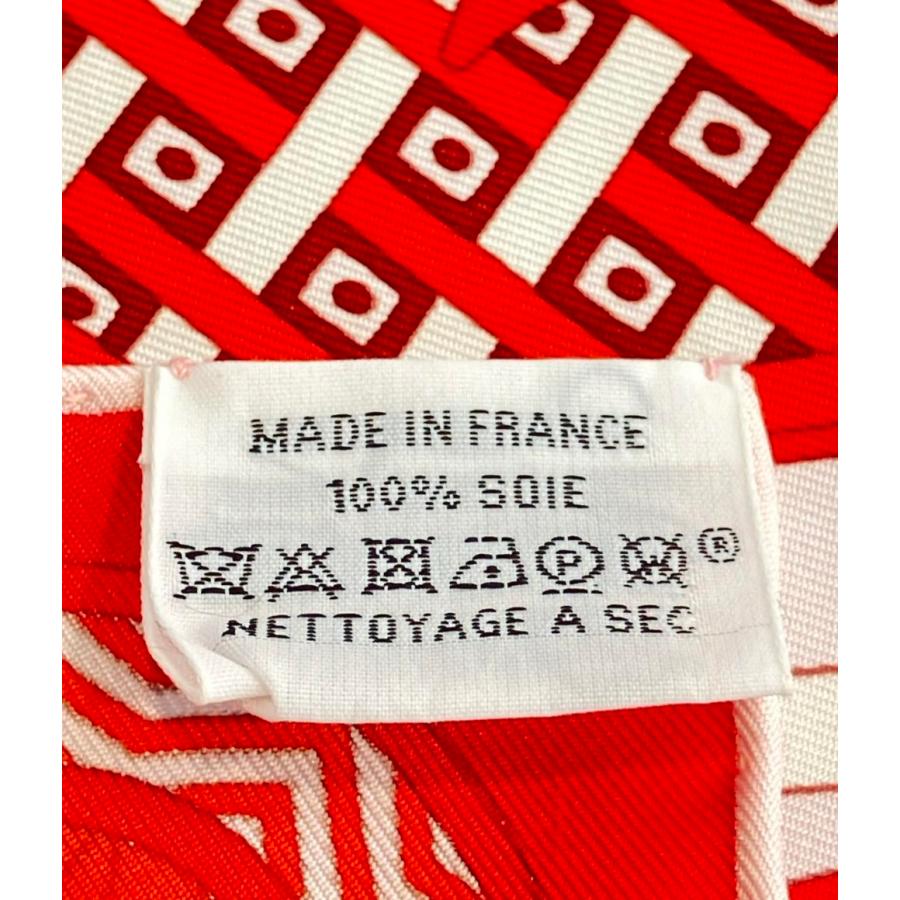 MADE IN FRANCE
100% SOIE
P W ®
NETTOYAGE A SEC